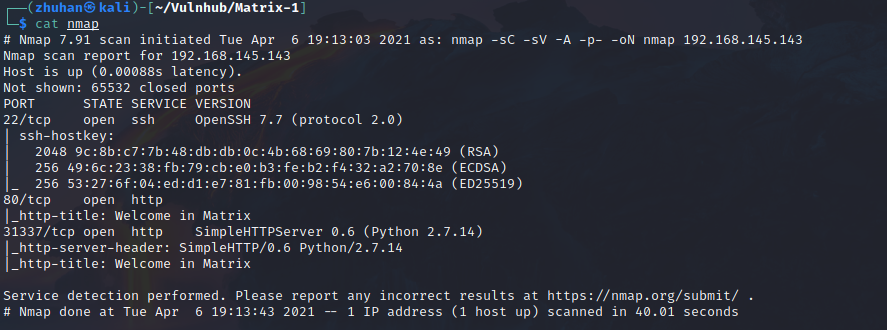 (zhuhan㉿kali)-[~/Vulnhub/Matrix-1]
$ cat nmap
# Nmap 7.91 scan initiated Tue Apr  6 19:13:03 2021 as: nmap -sC -sV -A -p- -oN nmap 192.168.145.143
Nmap scan report for 192.168.145.143
Host is up (0.00088s latency).
Not shown: 65532 closed ports
PORT      STATE SERVICE VERSION
22/tcp    open  ssh     OpenSSH 7.7 (protocol 2.0)
| ssh-hostkey:
|   2048 9c:8b:c7:7b:48:db:db:0c:4b:68:69:80:7b:12:4e:49 (RSA)
|   256 49:6c:23:38:fb:79:cb:e0:b3:fe:b2:f4:32:a2:70:8e (ECDSA)
|_  256 53:27:6f:04:ed:d1:e7:81:fb:00:98:54:e6:00:84:4a (ED25519)
80/tcp    open  http
|_http-title: Welcome in Matrix
31337/tcp open  http    SimpleHTTPServer 0.6 (Python 2.7.14)
|_http-server-header: SimpleHTTP/0.6 Python/2.7.14
|_http-title: Welcome in Matrix
Service detection performed. Please report any incorrect results at https://nmap.org/submit/ .
# Nmap done at Tue Apr  6 19:13:43 2021 -- 1 IP address (1 host up) scanned in 40.01 seconds